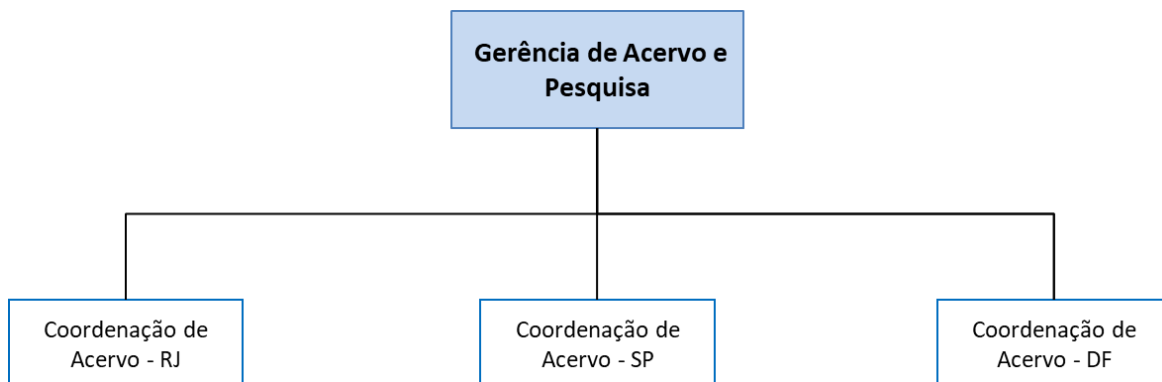 Gerência de Acervo e
Pesquisa
Coordenação de
Acervo - RJ
Coordenação de
Acervo - SP
Coordenação de
Acervo - DF